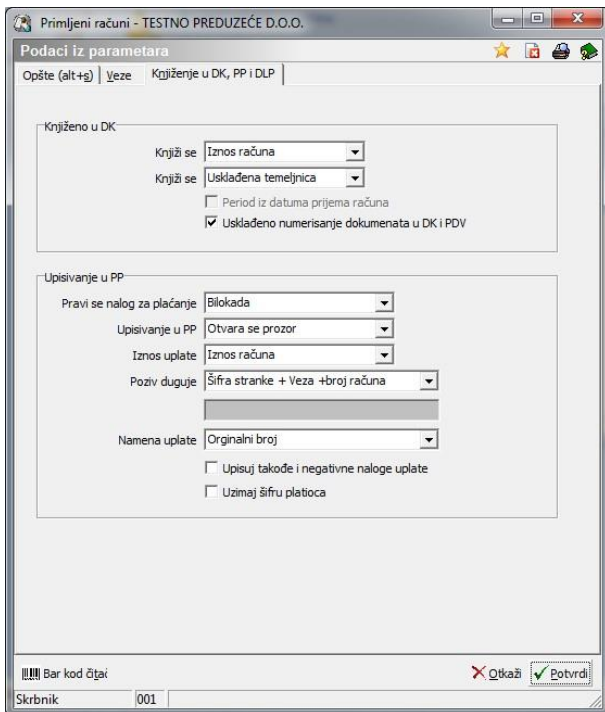 Primljeni računi - TESTNO PREDUZEĆE D.O.O.
Podaci iz parametara
Opšte (alt+s) Veze Knjiženje u DK, PP i DLP
Knjiženo u DK
Knjiži se Iznos računa
Knjiži se Usklađena temeljnica
Period iz datuma prijema računa
Usklađeno numerisanje dokumenata u DK i PDV
Upisivanje u PP
Pravi se nalog za plaćanje Bilokada
Upisivanje u PP Otvara se prozor
Iznos uplate Iznos računa
Poziv duguje Šifra stranke + Veza +broj računa
Namena uplate Orginalni broj
Upisuj takođe i negativne naloge uplate
Uzimaj šifru platioca
Bar kod čitač Otkaži Potvrdi
Skrbnik 001